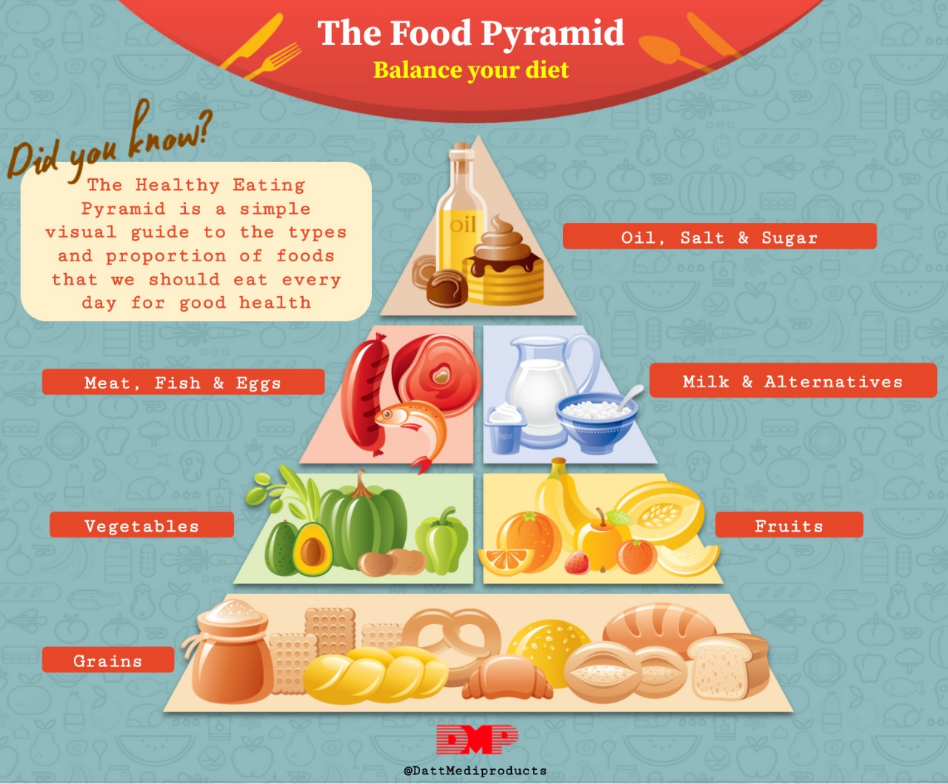 The Food Pyramid
Balance your diet
Did you know?
The Healthy Eating
Pyramid is a simple
visual guide to the types
and proportion of foods
that we should eat every
day for good health
oil
Oil, Salt & Sugar
Meat, Fish & Eggs
Milk & Alternatives
Vegetables
Fruits
Grains
DMP
@DattMediproducts